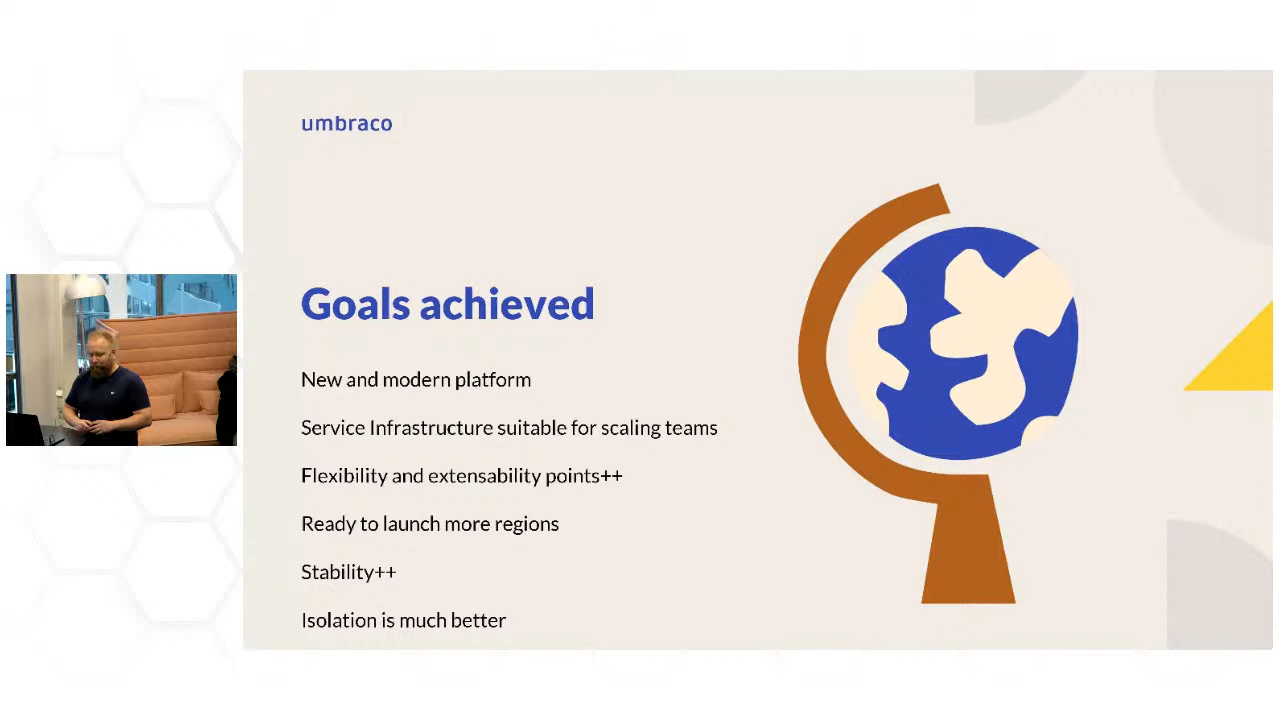 umbraco
Goals achieved
New and modern platform
Service Infrastructure suitable for scaling teams
Flexibility and extensability points++
Ready to launch more regions
Stability++
Isolation is much better